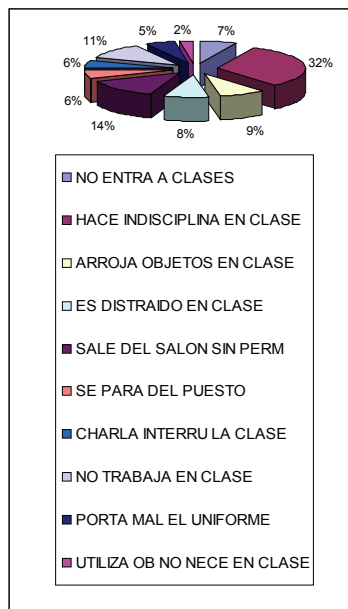 11%
5%
2%
7%
6%
32%
6%
14%
8%
9%
NO ENTRA A CLASES
HACE INDISCIPLINA EN CLASE
ARROJA OBJETOS EN CLASE
ES DISTRAIDO EN CLASE
SALE DEL SALON SIN PERM
SE PARA DEL PUESTO
CHARLA INTERRU LA CLASE
NO TRABAJA EN CLASE
PORTA MAL EL UNIFORME
UTILIZA OB NO NECE EN CLASE